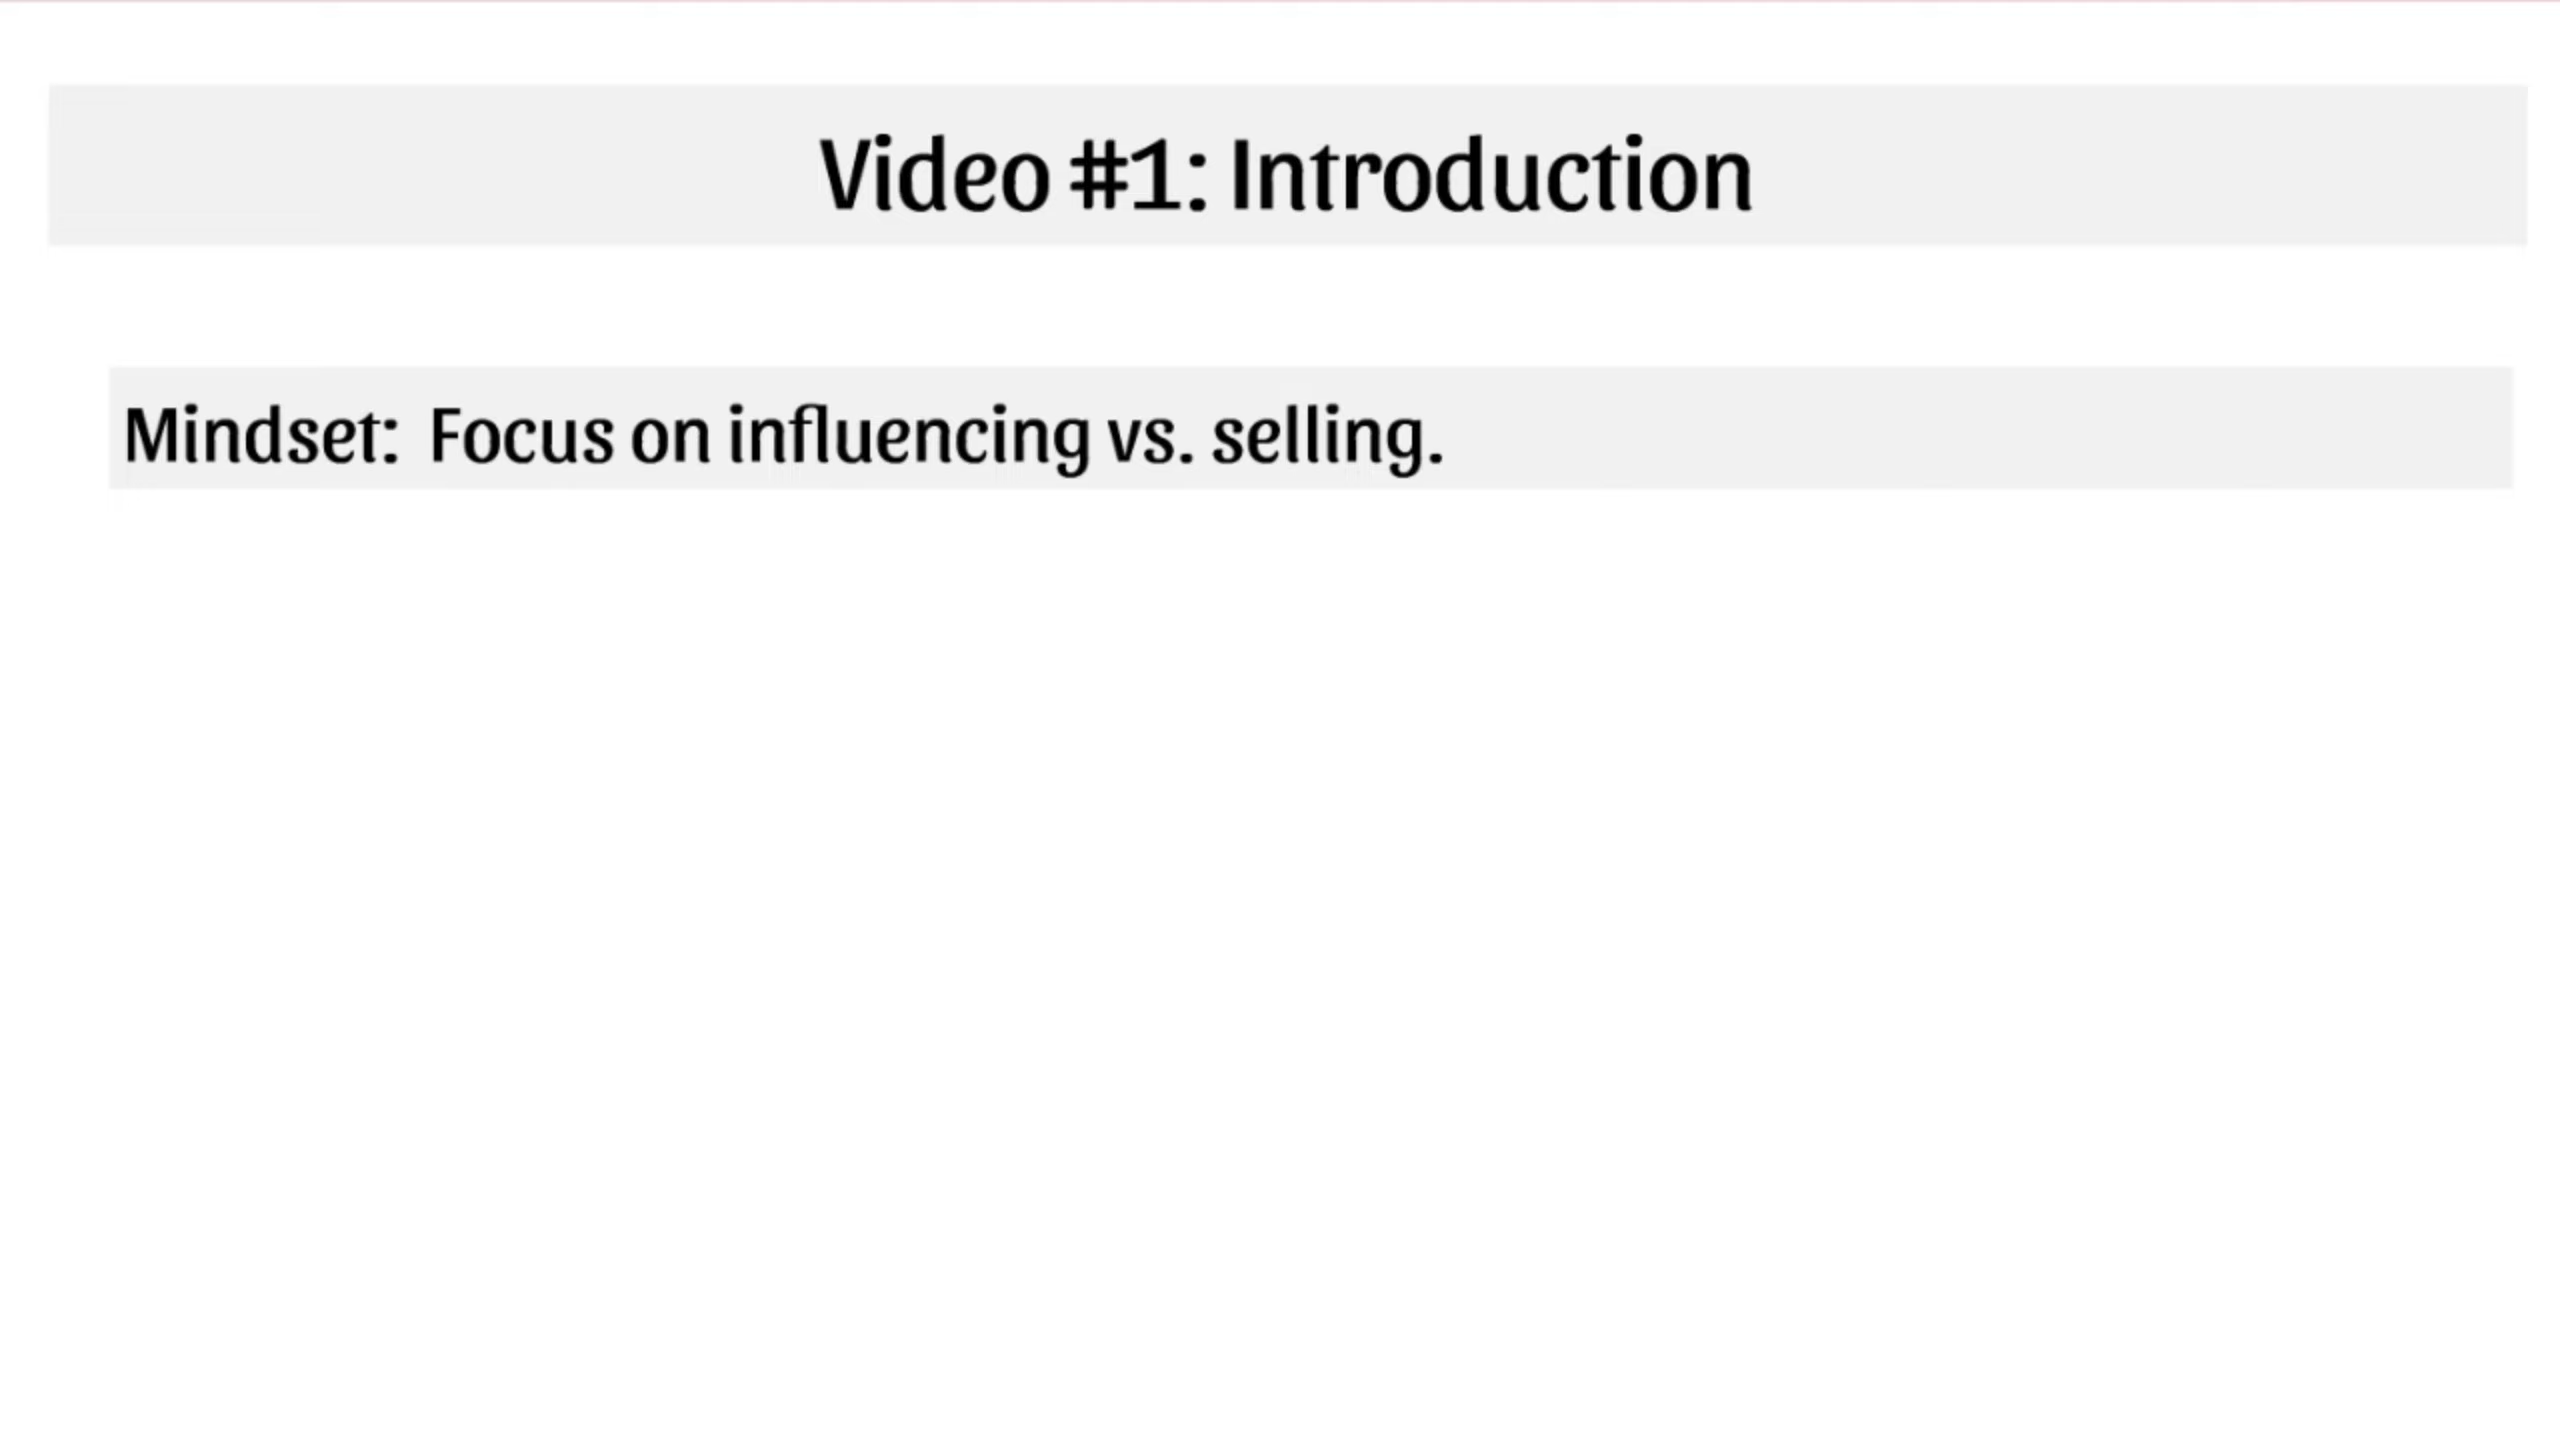 Video #1: Introduction
Mindset:  Focus on influencing vs. selling.